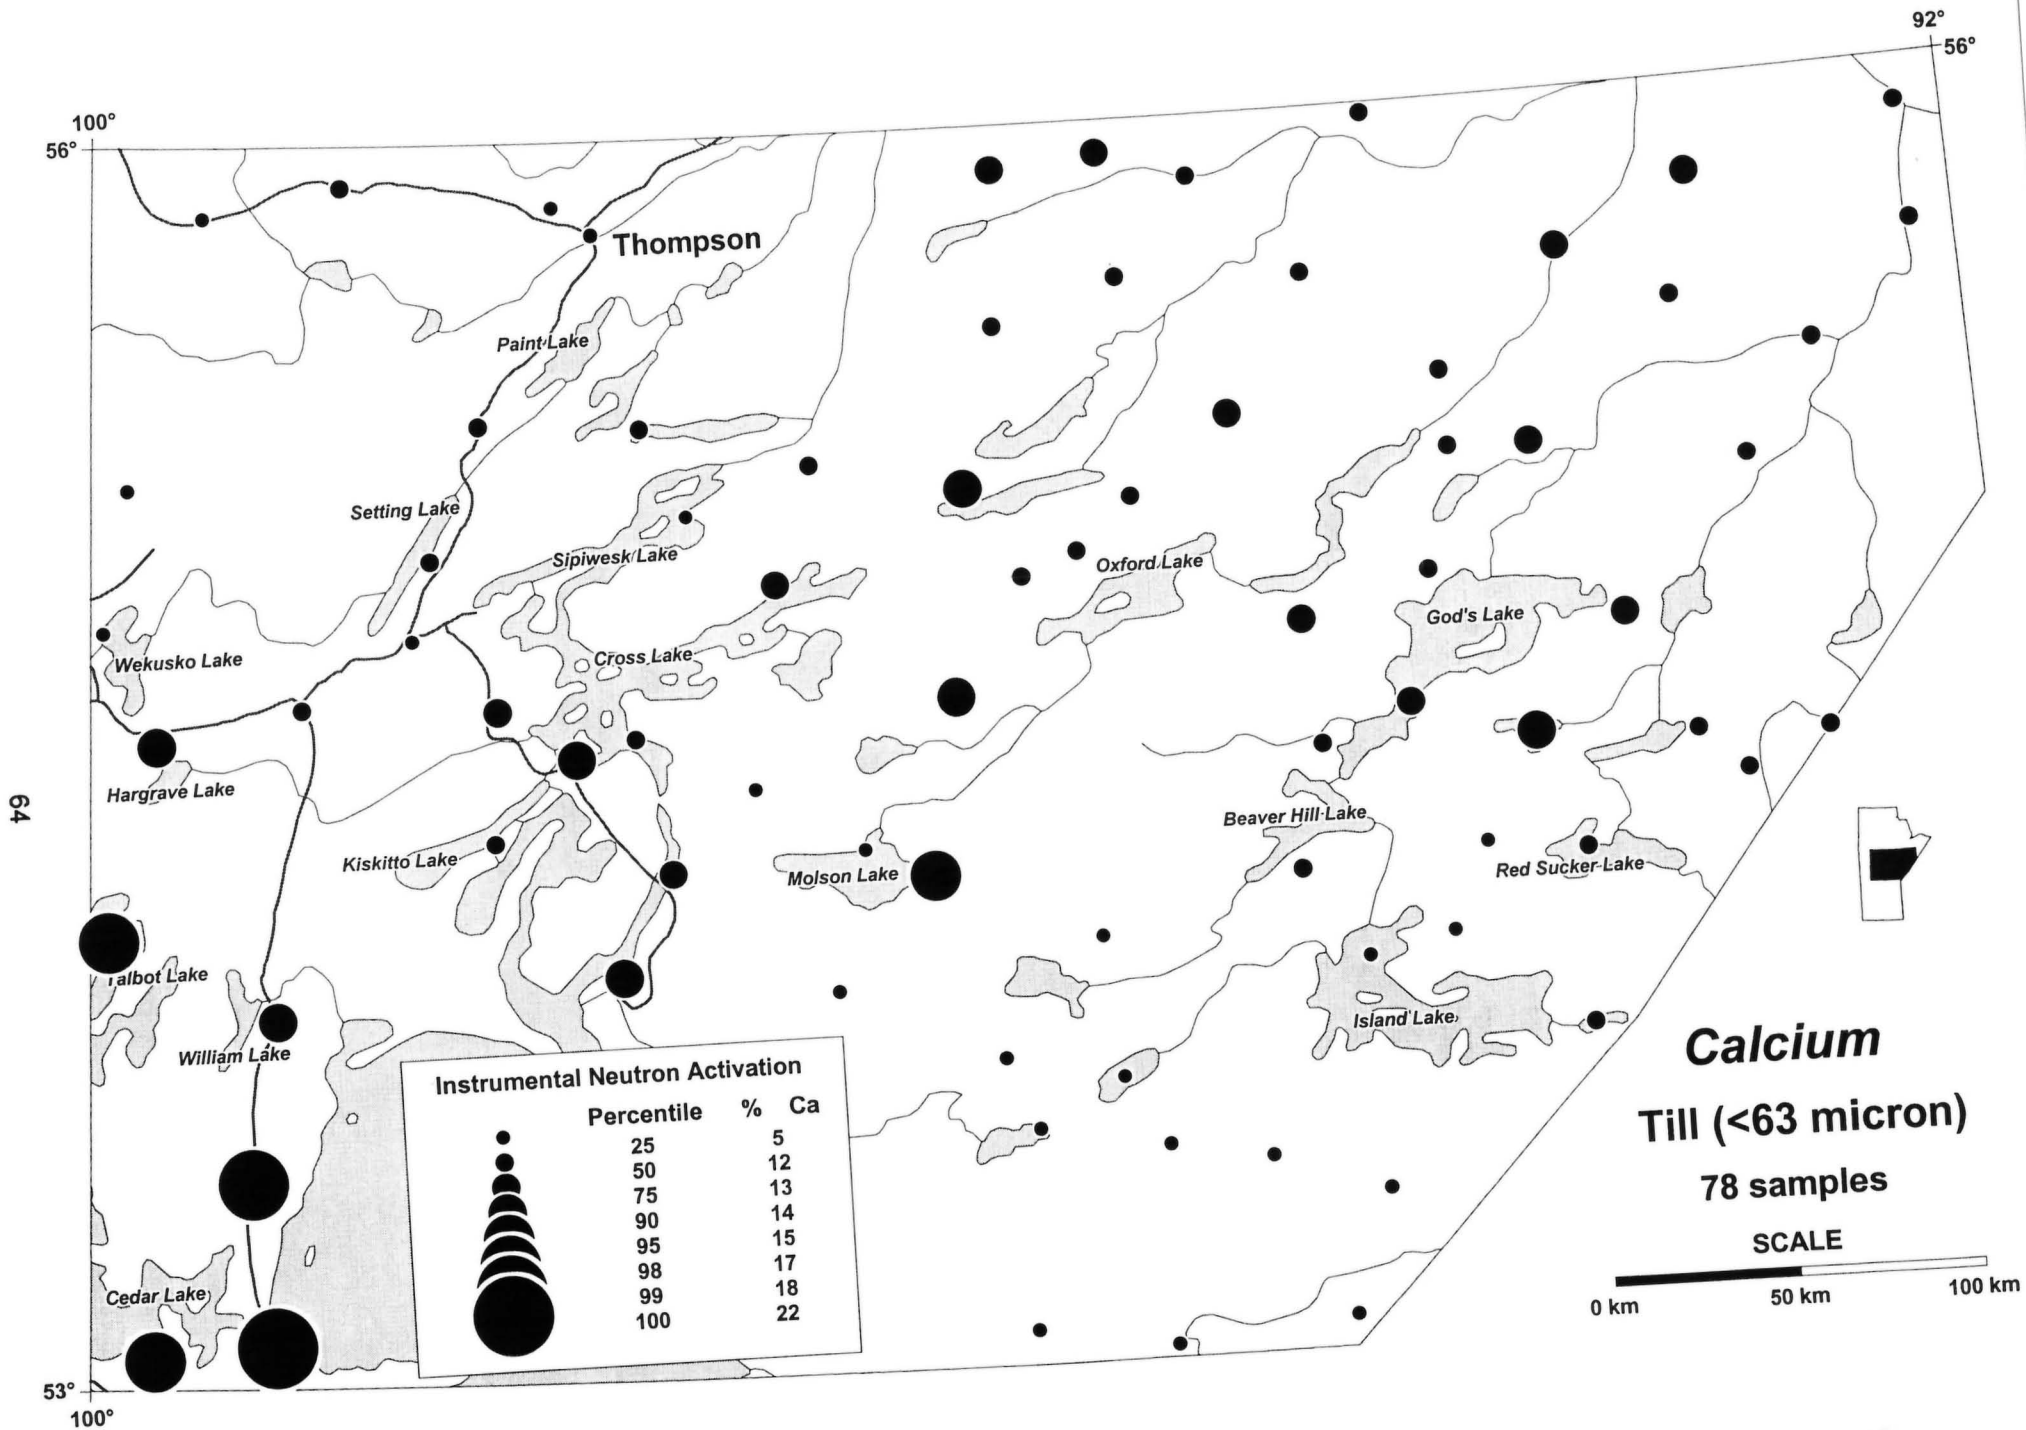 92°
56°
100°
56°
Thompson
Paint Lake
Setting Lake
Sipiwesk Lake
Oxford Lake
God's Lake
Cross Lake
Wekusko Lake
Hargrave Lake
64
Beaver Hill Lake
Kiskitto Lake
Molson Lake
Red Sucker Lake
Talbot Lake
Island Lake
William Lake
Cedar Lake
Instrumental Neutron Activation
Percentile % Ca
25 5
50 12
75 13
90 14
95 15
98 17
99 18
100 22
Calcium
Till (<63 micron)
78 samples
SCALE
0 km 50 km 100 km
53°
100°